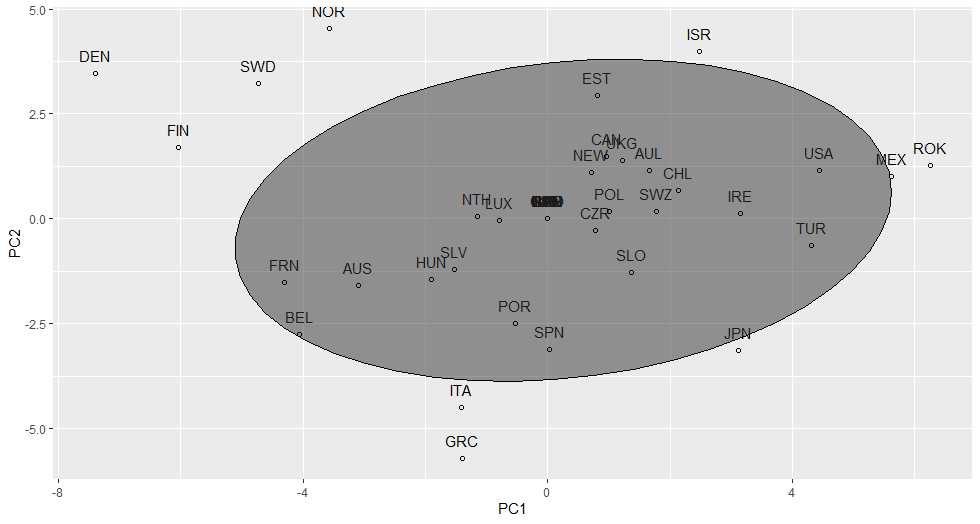 5.0
NOR
ISR
DEN
SWD
EST
2.5
FIN
CAN
UKG
NEW
AUL
USA
MEX
ROK
CHL
NTH
LUX
POL
SWZ
IRE
0.0
CZR
TUR
PC2
SLV
HUN
SLO
FRN
AUS
-2.5
BEL
POR
SPN
JPN
ITA
-5.0
GRC
-8
-4
0
4
PC1